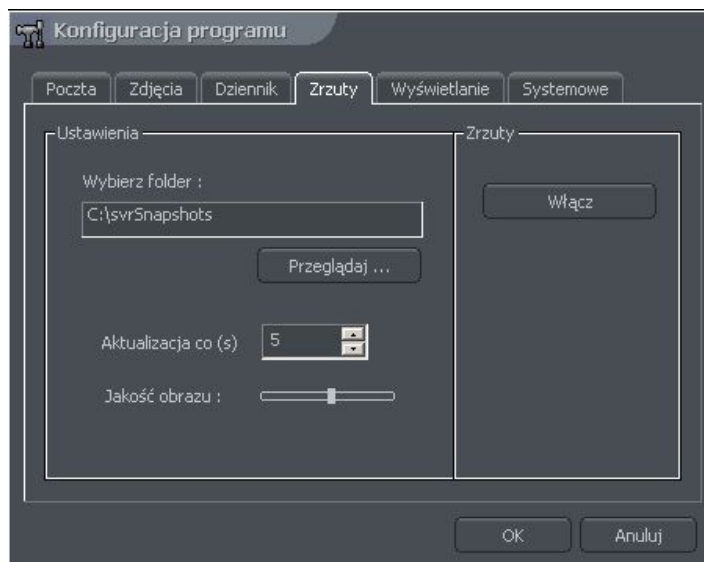 Konfiguracja programu
Poczta Zdjęcia Dziennik Zrzuty Wyświetlanie Systemowe
Ustawienia
Wybierz folder :
C:\svrSnapshots
Przeglądaj ...
Aktualizacja co (s) 5
Jakość obrazu :
Zrzuty
Włącz
OK Anuluj